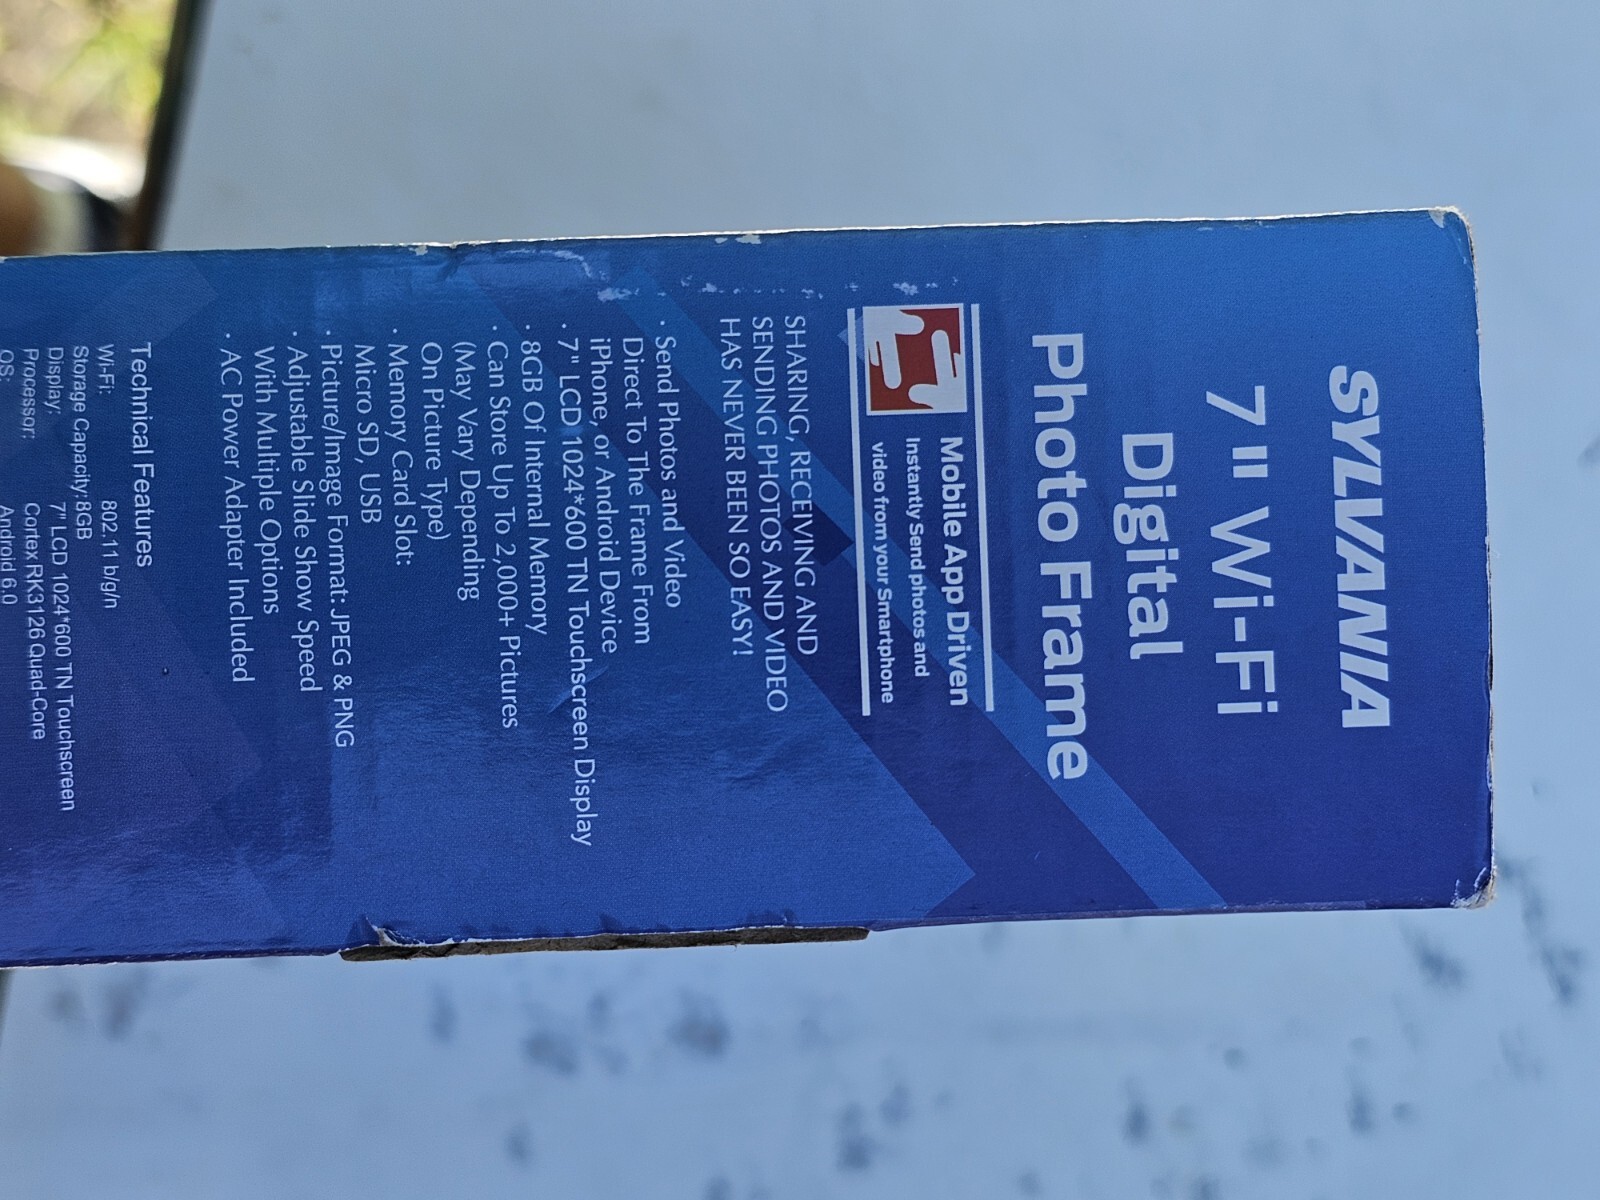 SYLVANIA
7" Wi-Fi
Digital
Photo Frame
Mobile App Driven
Instantly Send photos and
video from your Smartphone
SHARING, RECEIVING AND
SENDING PHOTOS AND VIDEO
HAS NEVER BEEN SO EASY!
· Send Photos and Video
Direct To The Frame From
iPhone, or Android Device
· 7" LCD 1024*600 TN Touchscreen Display
· 8GB Of Internal Memory
· Can Store Up To 2,000+ Pictures
(May Vary Depending
On Picture Type)
· Memory Card Slot:
Micro SD, USB
· Picture/Image Format: JPEG & PNG
· Adjustable Slide Show Speed
With Multiple Options
· AC Power Adapter Included
Technical Features
Wi-Fi: 802.11 b/g/n
Storage Capacity:8GB
Display: 7" LCD 1024*600 TN Touchscreen
Processor: CortexRK3126 Quad-Core
OS: Android 6.0